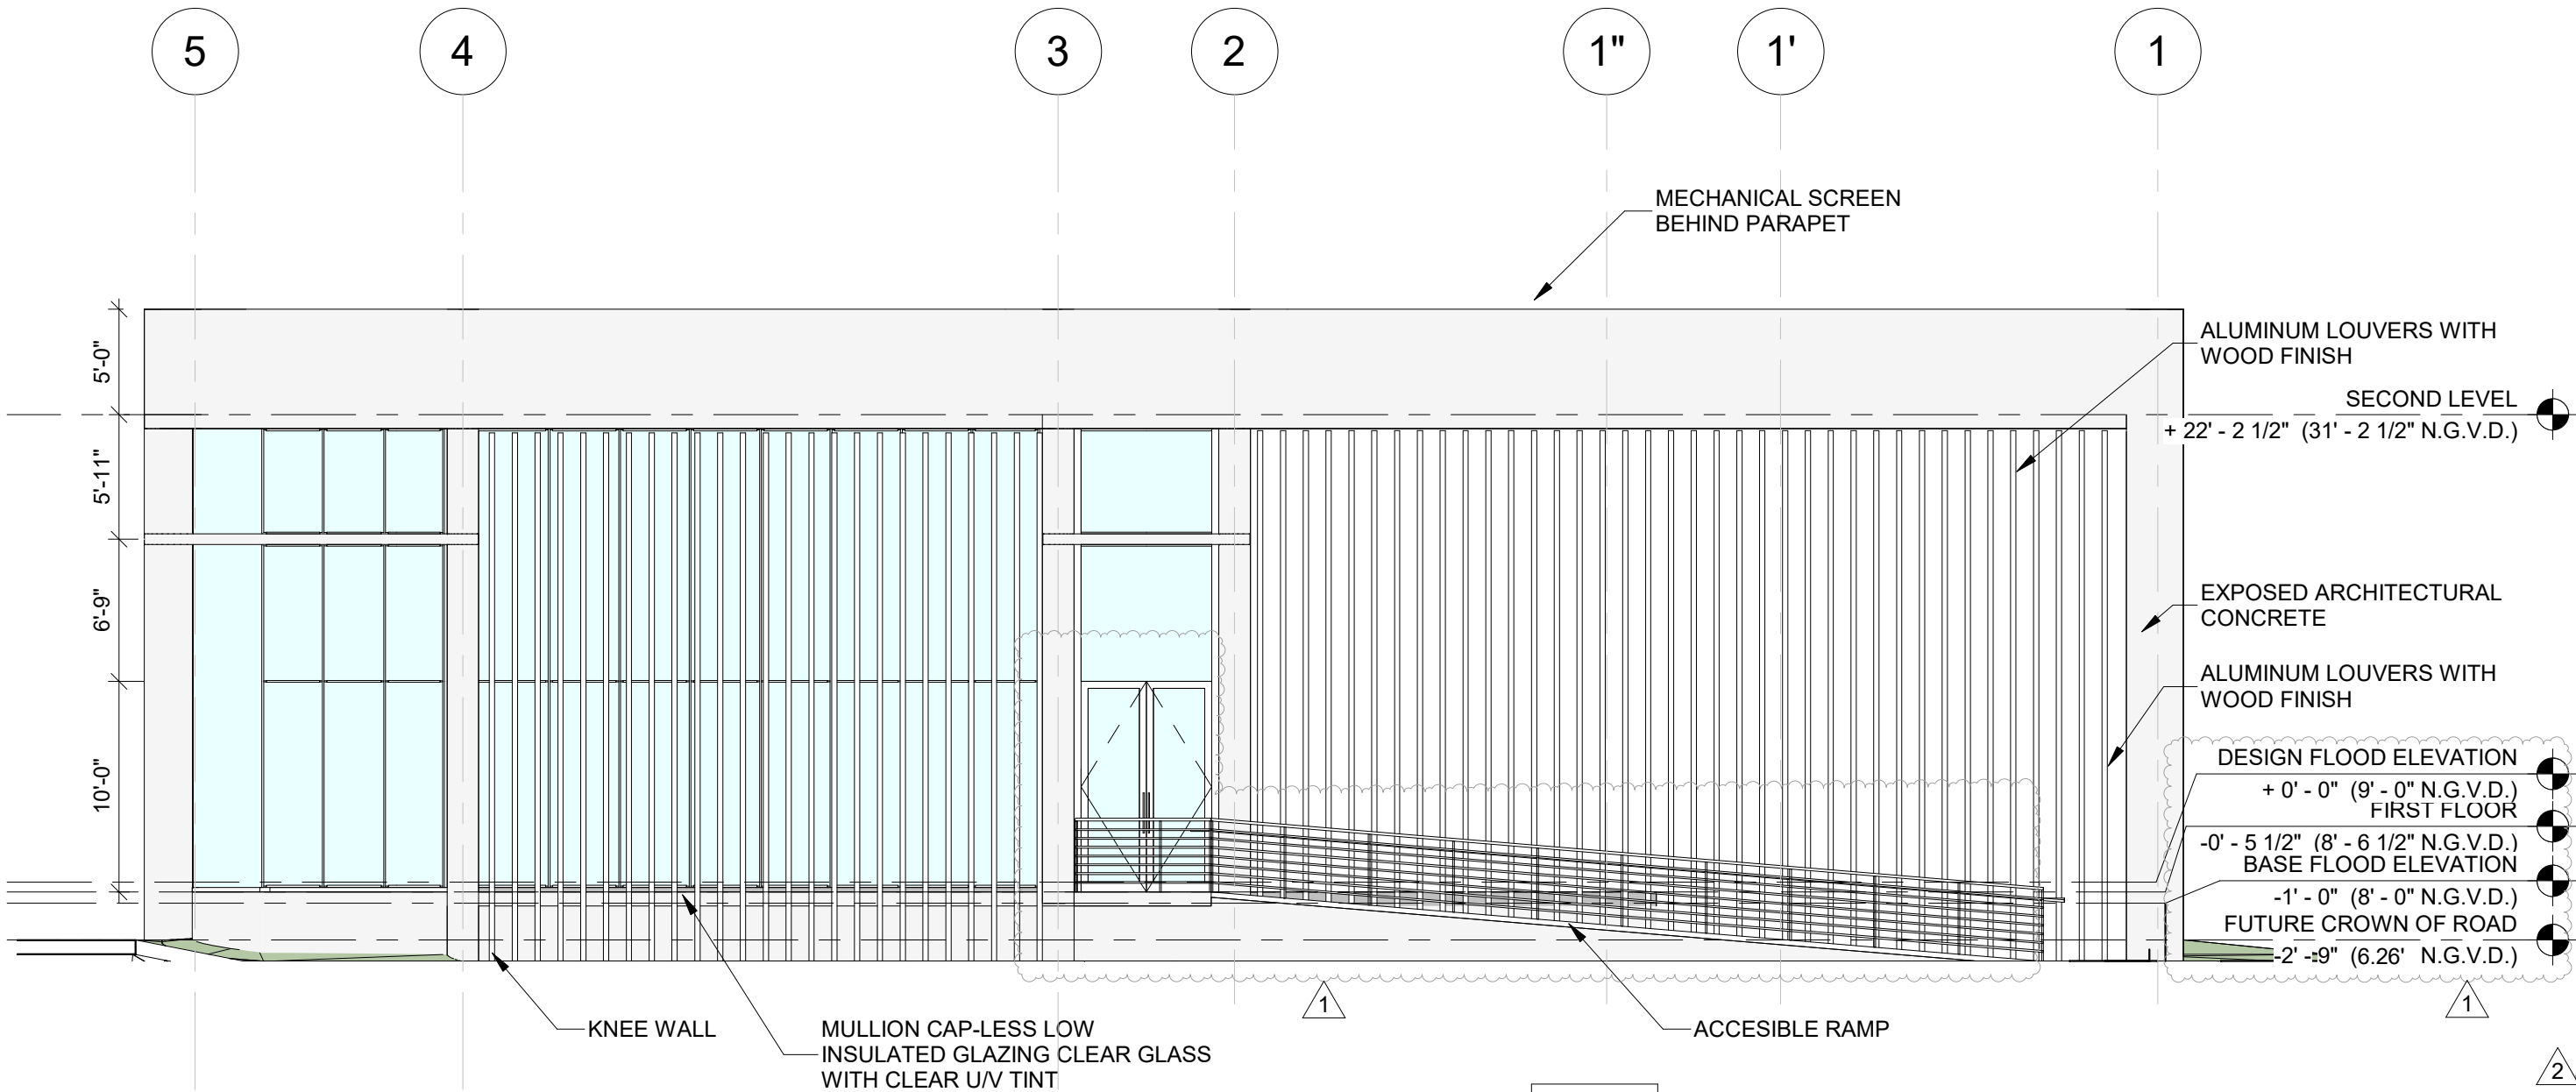 5
4
3
2
1"
1'
1
MECHANICAL SCREEN
BEHIND PARAPET
5'-0"
5'-11"
6'-9"
10'-0"
ALUMINUM LOUVERS WITH
WOOD FINISH
SECOND LEVEL
+ 22' - 2 1/2" (31' - 2 1/2" N.G.V.D.)
EXPOSED ARCHITECTURAL
CONCRETE
ALUMINUM LOUVERS WITH
WOOD FINISH
DESIGN FLOOD ELEVATION
+ 0' - 0" (9' - 0" N.G.V.D.)
FIRST FLOOR
-0' - 5 1/2" (8' - 6 1/2" N.G.V.D.)
BASE FLOOD ELEVATION
-1' - 0" (8' - 0" N.G.V.D.)
FUTURE CROWN OF ROAD
-2' - 9" (6.26' N.G.V.D.)
1
1
KNEE WALL
MULLION CAP-LESS LOW
INSULATED GLAZING CLEAR GLASS
WITH CLEAR U/V TINT
ACCESIBLE RAMP
2